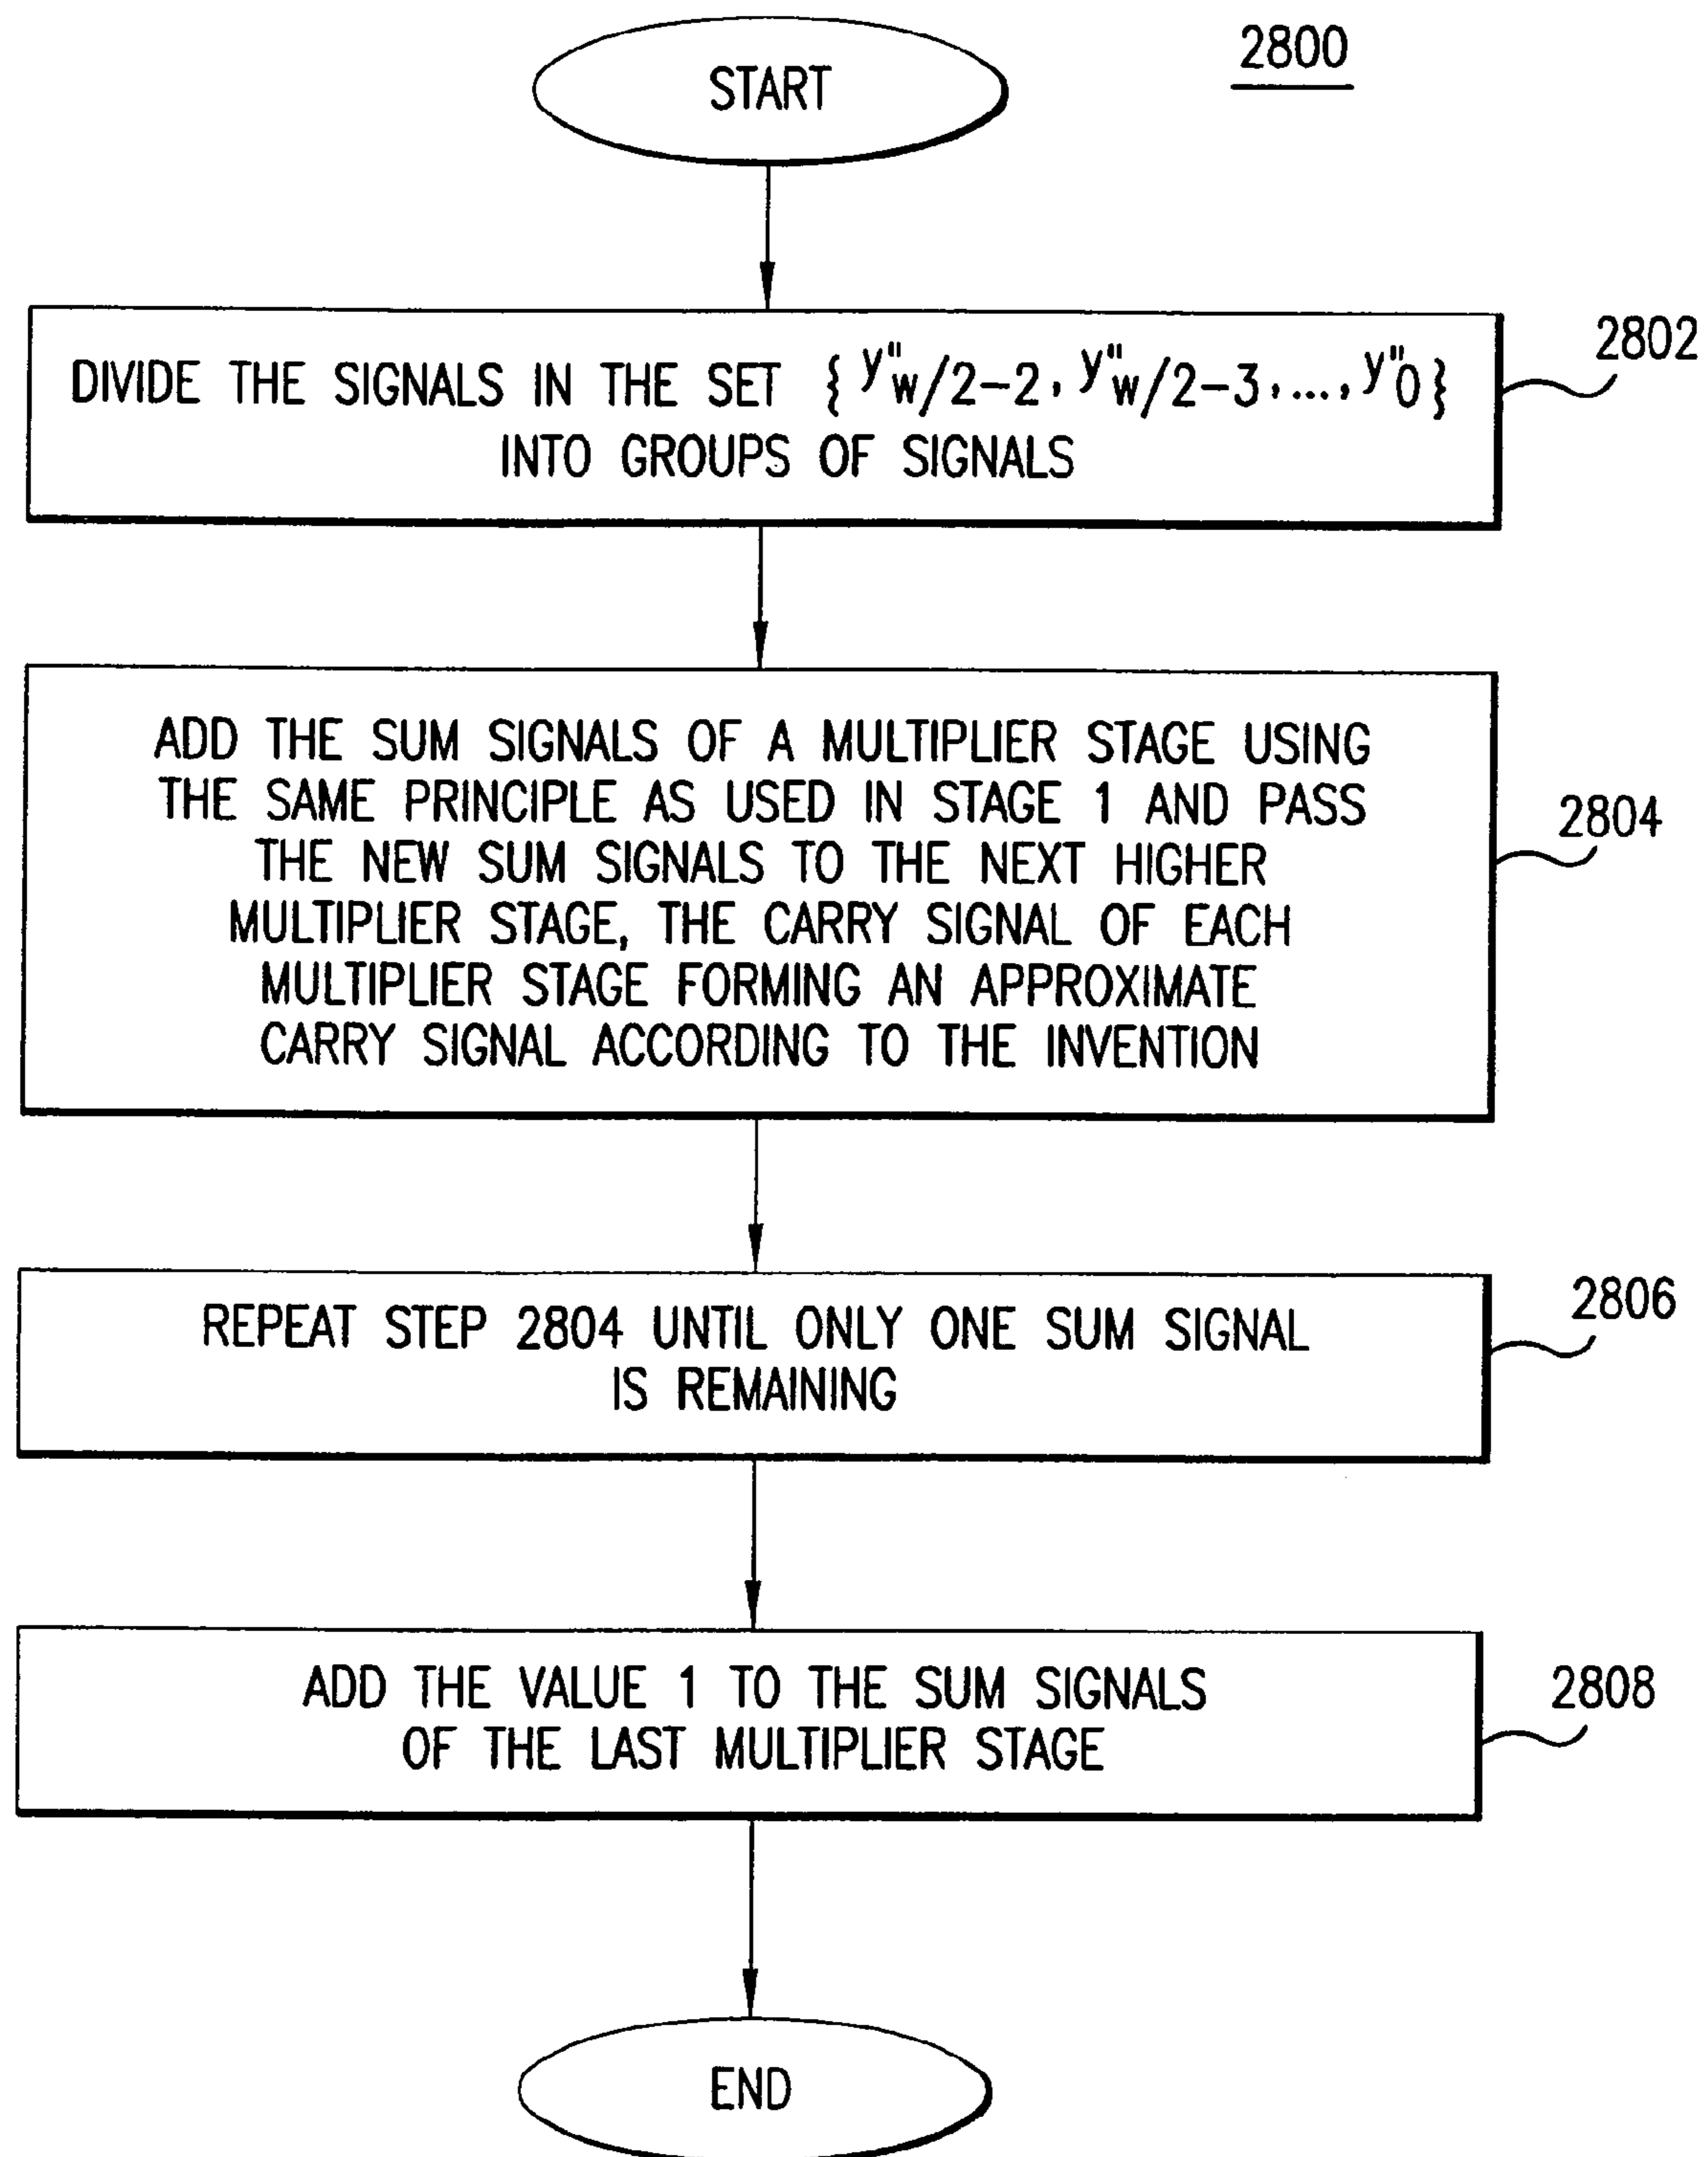 START
2800
DIVIDE THE SIGNALS IN THE SET { y"w/2-2, y"w/2-3,..., y"0}
INTO GROUPS OF SIGNALS
2802
ADD THE SUM SIGNALS OF A MULTIPLIER STAGE USING
THE SAME PRINCIPLE AS USED IN STAGE 1 AND PASS
THE NEW SUM SIGNALS TO THE NEXT HIGHER
MULTIPLIER STAGE, THE CARRY SIGNAL OF EACH
MULTIPLIER STAGE FORMING AN APPROXIMATE
CARRY SIGNAL ACCORDING TO THE INVENTION
2804
REPEAT STEP 2804 UNTIL ONLY ONE SUM SIGNAL
IS REMAINING
2806
ADD THE VALUE 1 TO THE SUM SIGNALS
OF THE LAST MULTIPLIER STAGE
2808
END